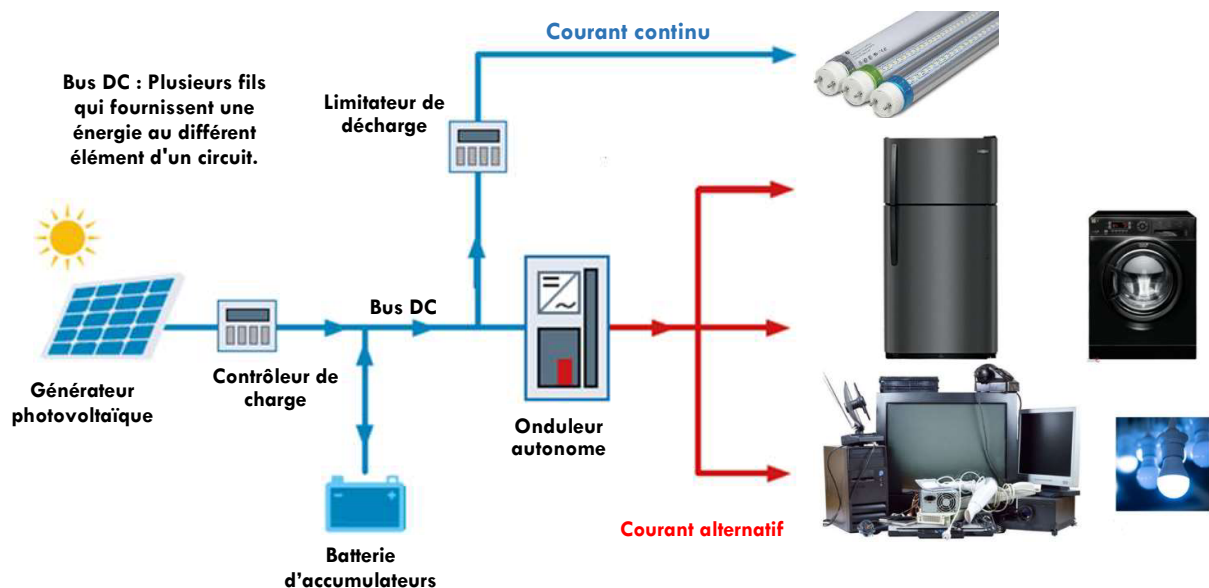 Courant continu
Bus DC : Plusieurs fils
qui fournissent une
énergie au différent
élément d'un circuit.
Limitateur de
décharge
Bus DC
Générateur
photovoltaïque
Contrôleur de
charge
Onduleur
autonome
Courant alternatif
Batterie
d'accumulateurs